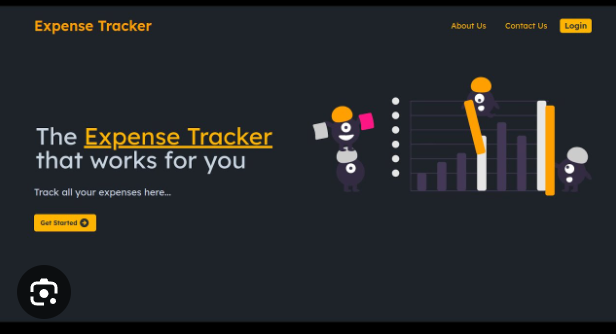 Expense Tracker
About Us
Contact Us
Login
The Expense Tracker
that works for you
Track all your expenses here...
Get Started